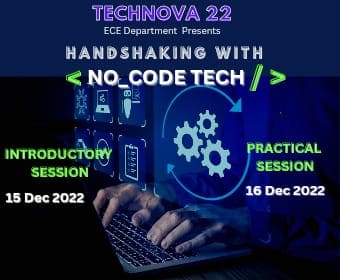 TECHNOVA 22
ECE Department Presents
HANDSHAKING WITH
< NO_CODE TECH / >
INTRODUCTORY
SESSION
15 Dec 2022
PRACTICAL
SESSION
16 Dec 2022